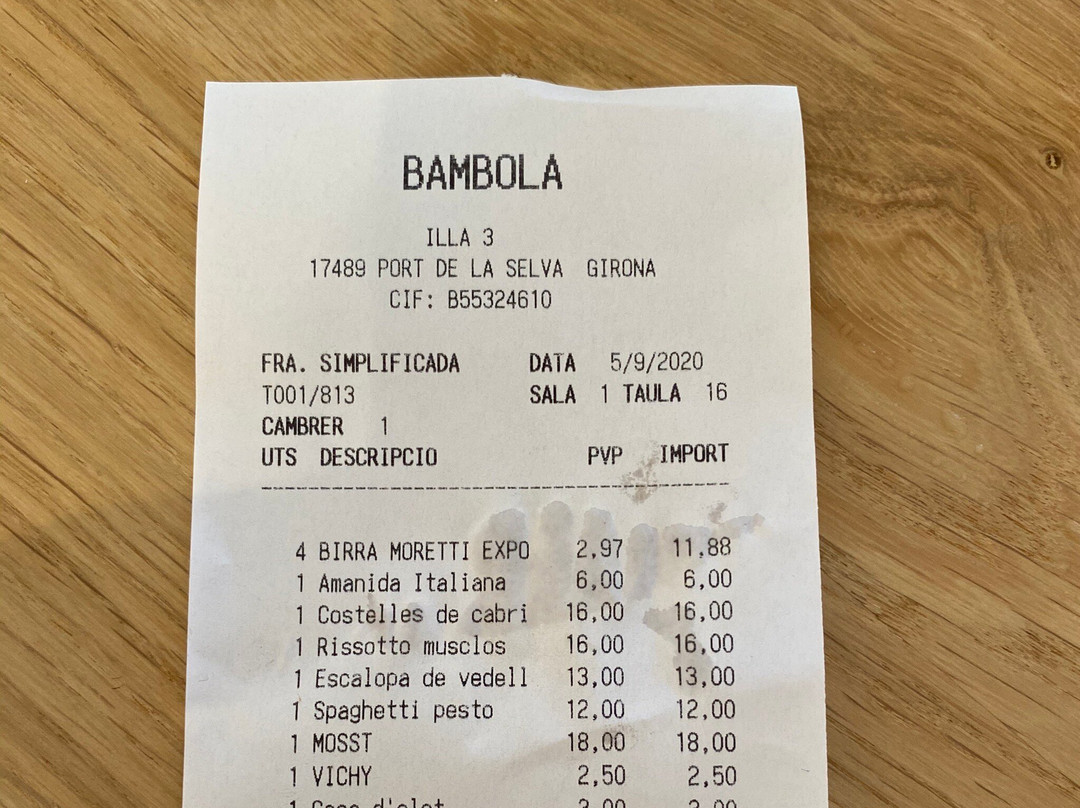 BAMBOLA
ILLA 3
17489 PORT DE LA SELVA GIRONA
CIF: B55324610
FRA. SIMPLIFICADA DATA 5/9/2020
T001/813 SALA 1 TAULA 16
CAMBRER 1
UTS DESCRIPCIO PVP IMPORT
4 BIRRA MORETTI EXPO 2,97 11,88
1 Amanida Italiana 6,00 6,00
1 Costelles de cabri 16,00 16,00
1 Rissotto musclos 16,00 16,00
1 Escalopa de vedell 13,00 13,00
1 Spaghetti pesto 12,00 12,00
1 MOSST 18,00 18,00
1 VICHY 2,50 2,50